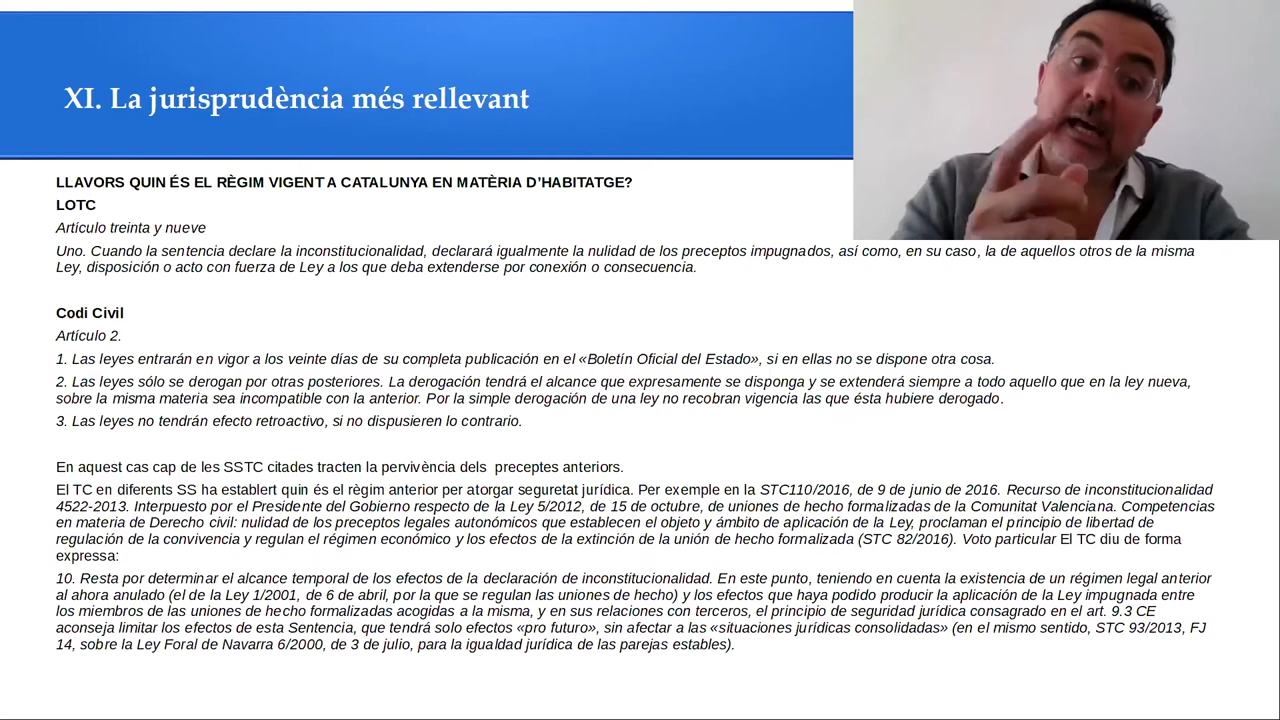 XI. La jurisprudència més rellevant
LLAVORS QUIN ÉS EL RÈGIM VIGENT A CATALUNYA EN MATÈRIA D'HABITATGE?
LOTC
Artículo treinta y nueve
Uno. Cuando la sentencia declare la inconstitucionalidad, declarará igualmente la nulidad de los preceptos impugnados, así como, en su caso, la de aquellos otros de la misma
Ley, disposición o acto con fuerza de Ley a los que deba extenderse por conexión o consecuencia.
Codi Civil
Artículo 2.
1. Las leyes entrarán en vigor a los veinte días de su completa publicación en el «Boletín Oficial del Estado», si en ellas no se dispone otra cosa.
2. Las leyes sólo se derogan por otras posteriores. La derogación tendrá el alcance que expresamente se disponga y se extenderá siempre a todo aquello que en la ley nueva,
sobre la misma materia sea incompatible con la anterior. Por la simple derogación de una ley no recobran vigencia las que ésta hubiere derogado.
3. Las leyes no tendrán efecto retroactivo, si no dispusieren lo contrario.
En aquest cas cap de les SSTC citades tracten la pervivència dels preceptes anteriors.
El TC en diferents SS ha establert quin és el règim anterior per atorgar seguretat jurídica. Per exemple en la STC110/2016, de 9 de junio de 2016. Recurso de inconstitucionalidad
4522-2013. Interpuesto por el Presidente del Gobierno respecto de la Ley 5/2012, de 15 de octubre, de uniones de hecho formalizadas de la Comunitat Valenciana. Competencias
en materia de Derecho civil: nulidad de los preceptos legales autonómicos que establecen el objeto y ámbito de aplicación de la Ley, proclaman el principio de libertad de
regulación de la convivencia y regulan el régimen económico y los efectos de la extinción de la unión de hecho formalizada (STC 82/2016). Voto particular El TC diu de forma
expressa:
10. Resta por determinar el alcance temporal de los efectos de la declaración de inconstitucionalidad. En este punto, teniendo en cuenta la existencia de un régimen legal anterior
al ahora anulado (el de la Ley 1/2001, de 6 de abril, por la que se regulan las uniones de hecho) y los efectos que haya podido producir la aplicación de la Ley impugnada entre
los miembros de las uniones de hecho formalizadas acogidas a la misma, y en sus relaciones con terceros, el principio de seguridad jurídica consagrado en el art. 9.3 CE
aconseja limitar los efectos de esta Sentencia, que tendrá solo efectos «pro futuro», sin afectar a las «situaciones jurídicas consolidadas» (en el mismo sentido, STC 93/2013, FJ
14, sobre la Ley Foral de Navarra 6/2000, de 3 de julio, para la igualdad jurídica de las parejas estables).